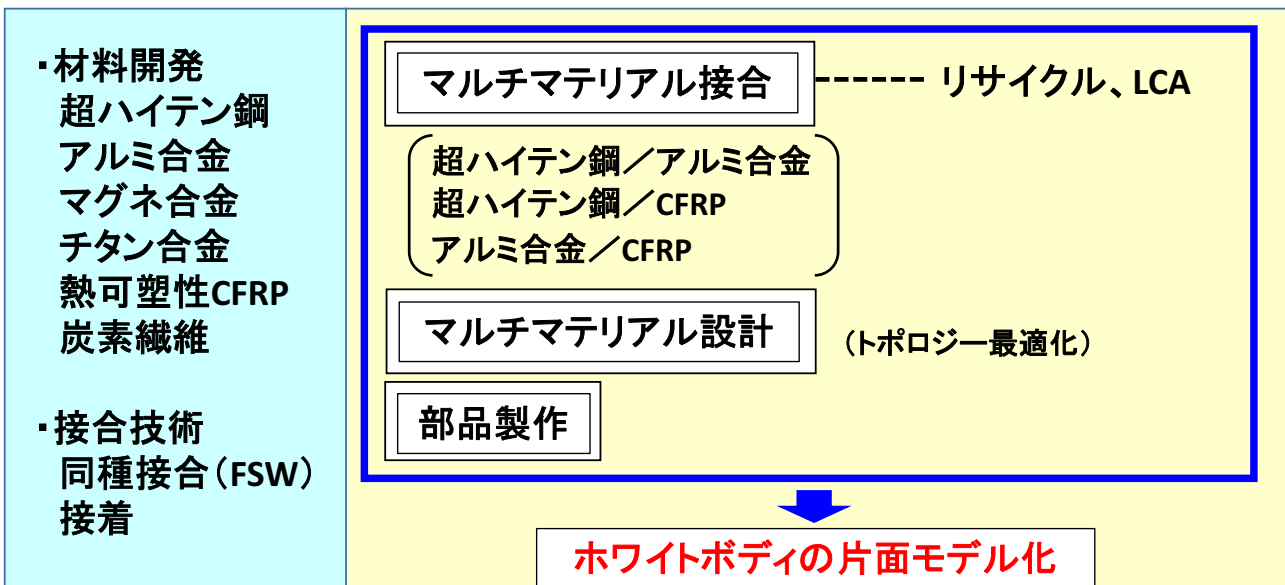 ・材料開発
超ハイテン鋼
アルミ合金
マグネ合金
チタン合金
熱可塑性CFRP
炭素繊維
・接合技術
同種接合（FSW）
接着
マルチマテリアル接合 ------ リサイクル、LCA
超ハイテン鋼／アルミ合金
超ハイテン鋼／CFRP
アルミ合金／CFRP
マルチマテリアル設計 （トポロジー最適化）
部品製作
ホワイトボディの片面モデル化